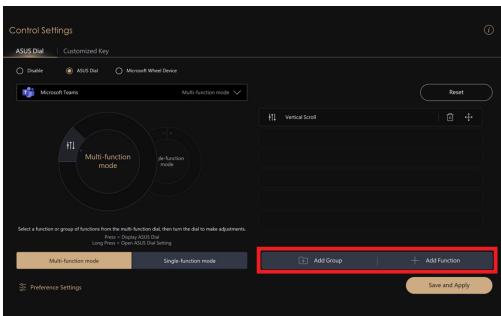 Control Settings
ASUS Dial
Customized Key
Disable
ASUS Dial
Microsoft Wheel Device
Microsoft Teams
Multi-function mode
Reset
Vertical Scroll
Multi-function
mode
gle-function
mode
Select a function or group of functions from the multi-function dial, then turn the dial to make adjustments.
Press = Display ASUS Dial
Long Press = Open ASUS Dial Setting
Multi-function mode
Single-function mode
Add Group
Add Function
Preference Settings
Save and Apply